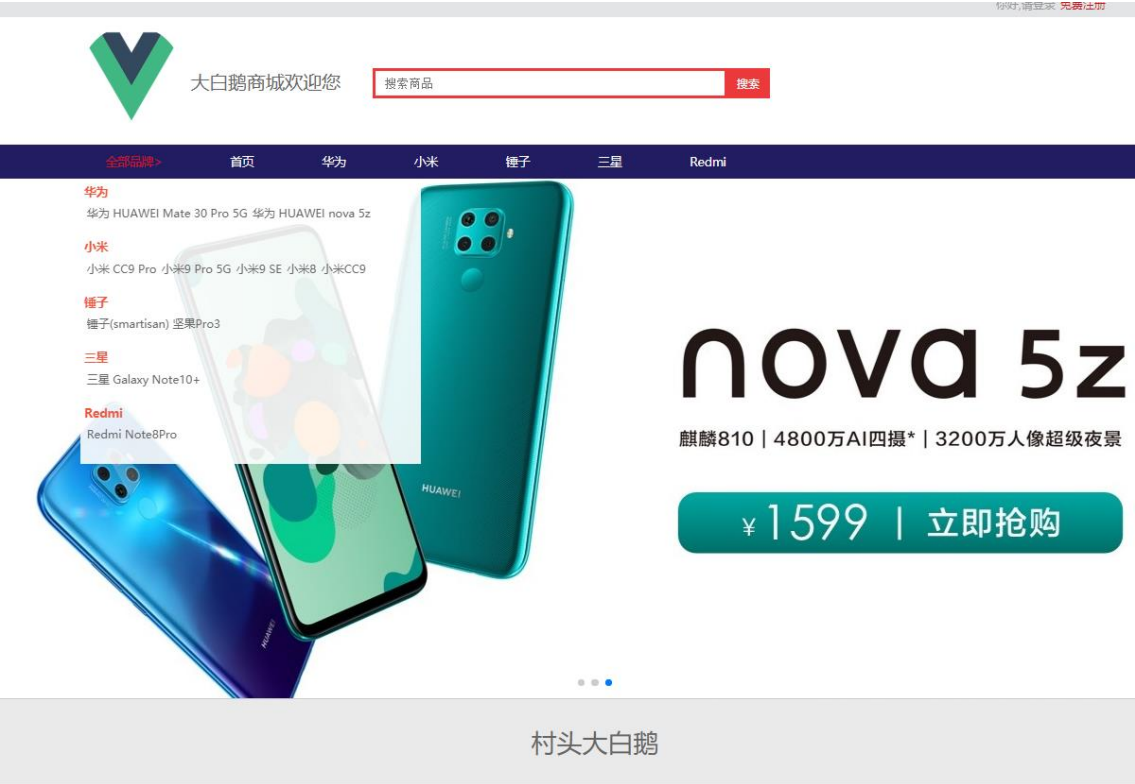 你好,请登录 免费注册
大白鹅商城欢迎您
搜索商品 搜索
全部品牌> 首页 华为 小米 锤子 三星 Redmi
华为
华为 HUAWEI Mate 30 Pro 5G 华为 HUAWEI nova 5z
小米
小米 CC9 Pro 小米9 Pro 5G 小米9 SE 小米8 小米CC9
锤子
锤子(smartisan) 坚果Pro3
三星
三星 Galaxy Note10+
Redmi
Redmi Note8Pro
HUAWEI
HUAWEI
nova 5z
麒麟810 | 4800万AI四摄* | 3200万人像超级夜景
¥1599 | 立即抢购
村头大白鹅